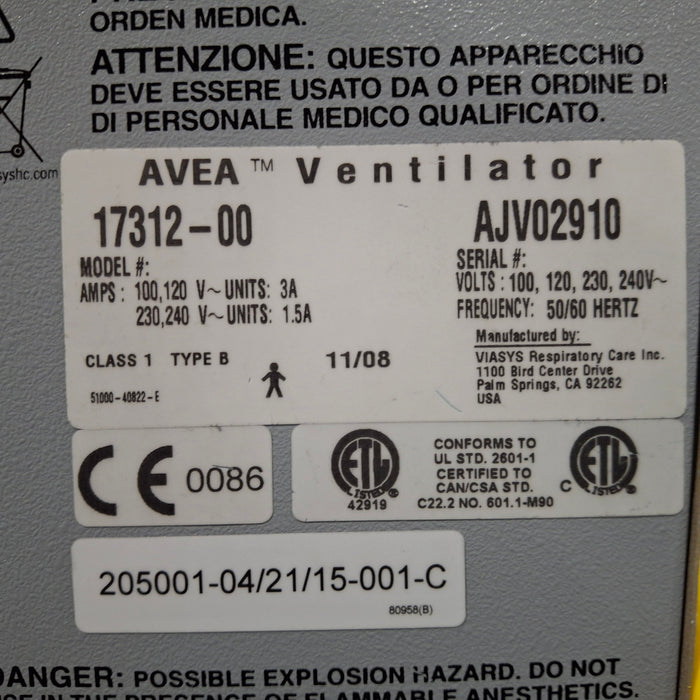 ORDEN MEDICA.
ATTENZIONE: QUESTO APPARECCHIO
DEVE ESSERE USATO DA O PER ORDINE DI
DI PERSONALE MEDICO QUALIFICATO.
AVEA™ Ventilator
17312-00
MODEL #:
AMPS: 100,120 V~UNITS: 3A
230,240 V~UNITS: 1.5A
AJV02910
SERIAL #:
VOLTS: 100, 120, 230, 240V~
FREQUENCY: 50/60 HERTZ
CLASS 1 TYPE B
11/08
51000-40822-E
Manufactured by:
VIASYS Respiratory Care Inc.
1100 Bird Center Drive
Palm Springs, CA 92262
USA
CE 0086
ETL
LISTED
42919
CONFORMS TO
UL STD. 2601-1
CERTIFIED TO
CAN/CSA STD.
C22.2 NO. 601.1-M90
C ETL
LISTED
205001-04/21/15-001-C
80958(B)
DANGER: POSSIBLE EXPLOSION HAZARD. DO NOT
USE IN THE PRESENCE OF FLAMMABLE ANESTHETICS.